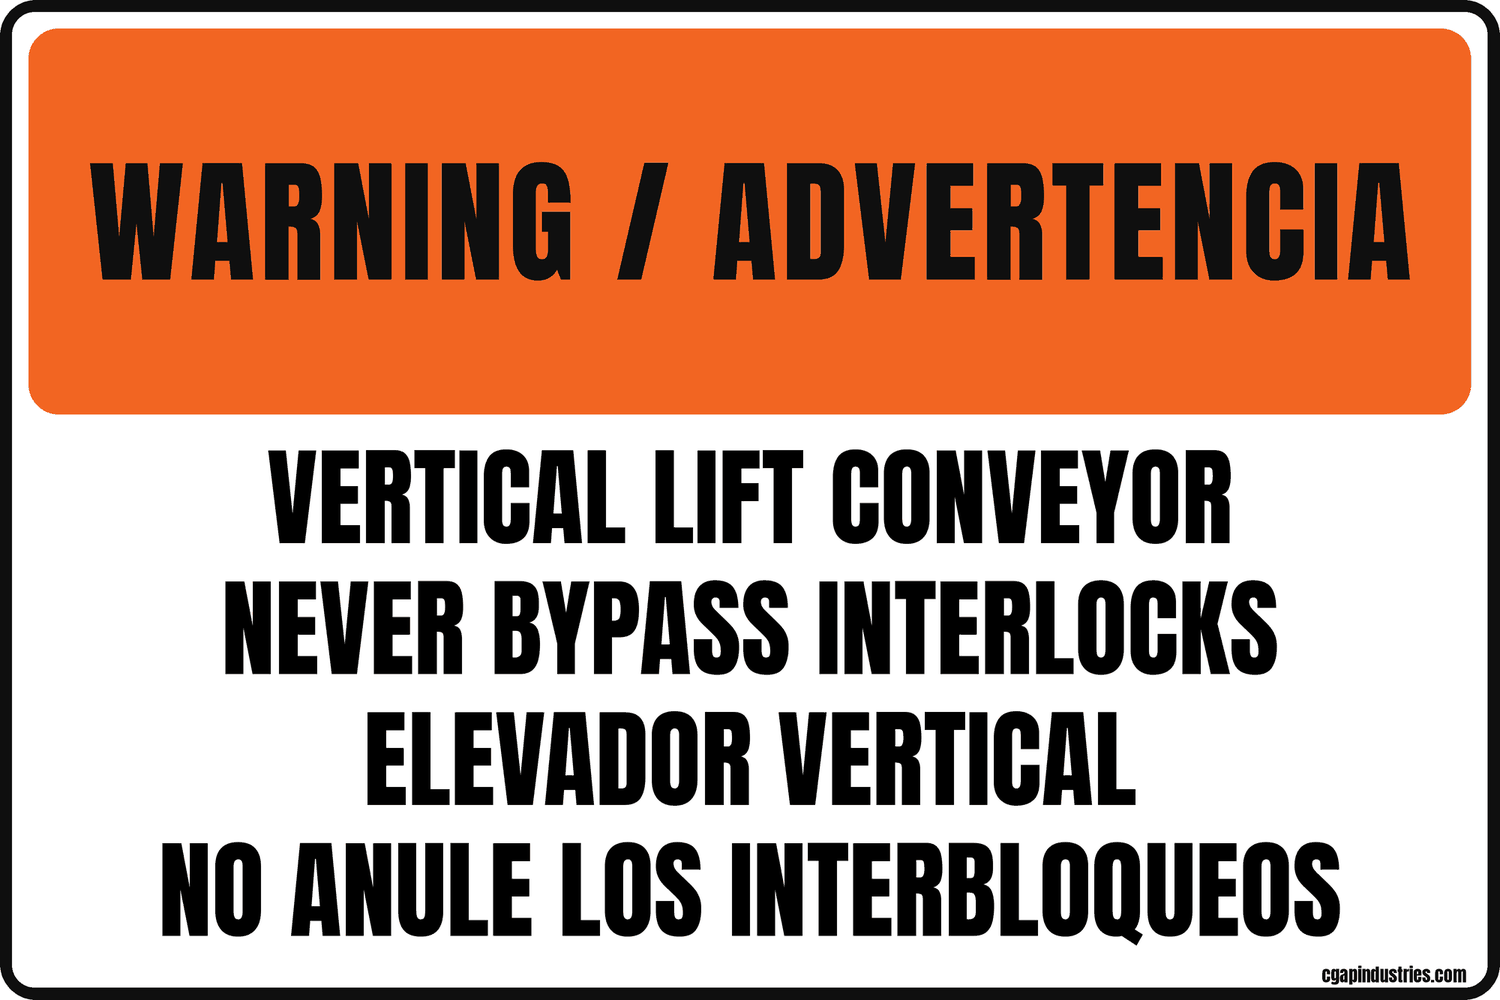 WARNING / ADVERTENCIA
VERTICAL LIFT CONVEYOR
NEVER BYPASS INTERLOCKS
ELEVADOR VERTICAL
NO ANULE LOS INTERBLOQUEOS
cgapindustries.com